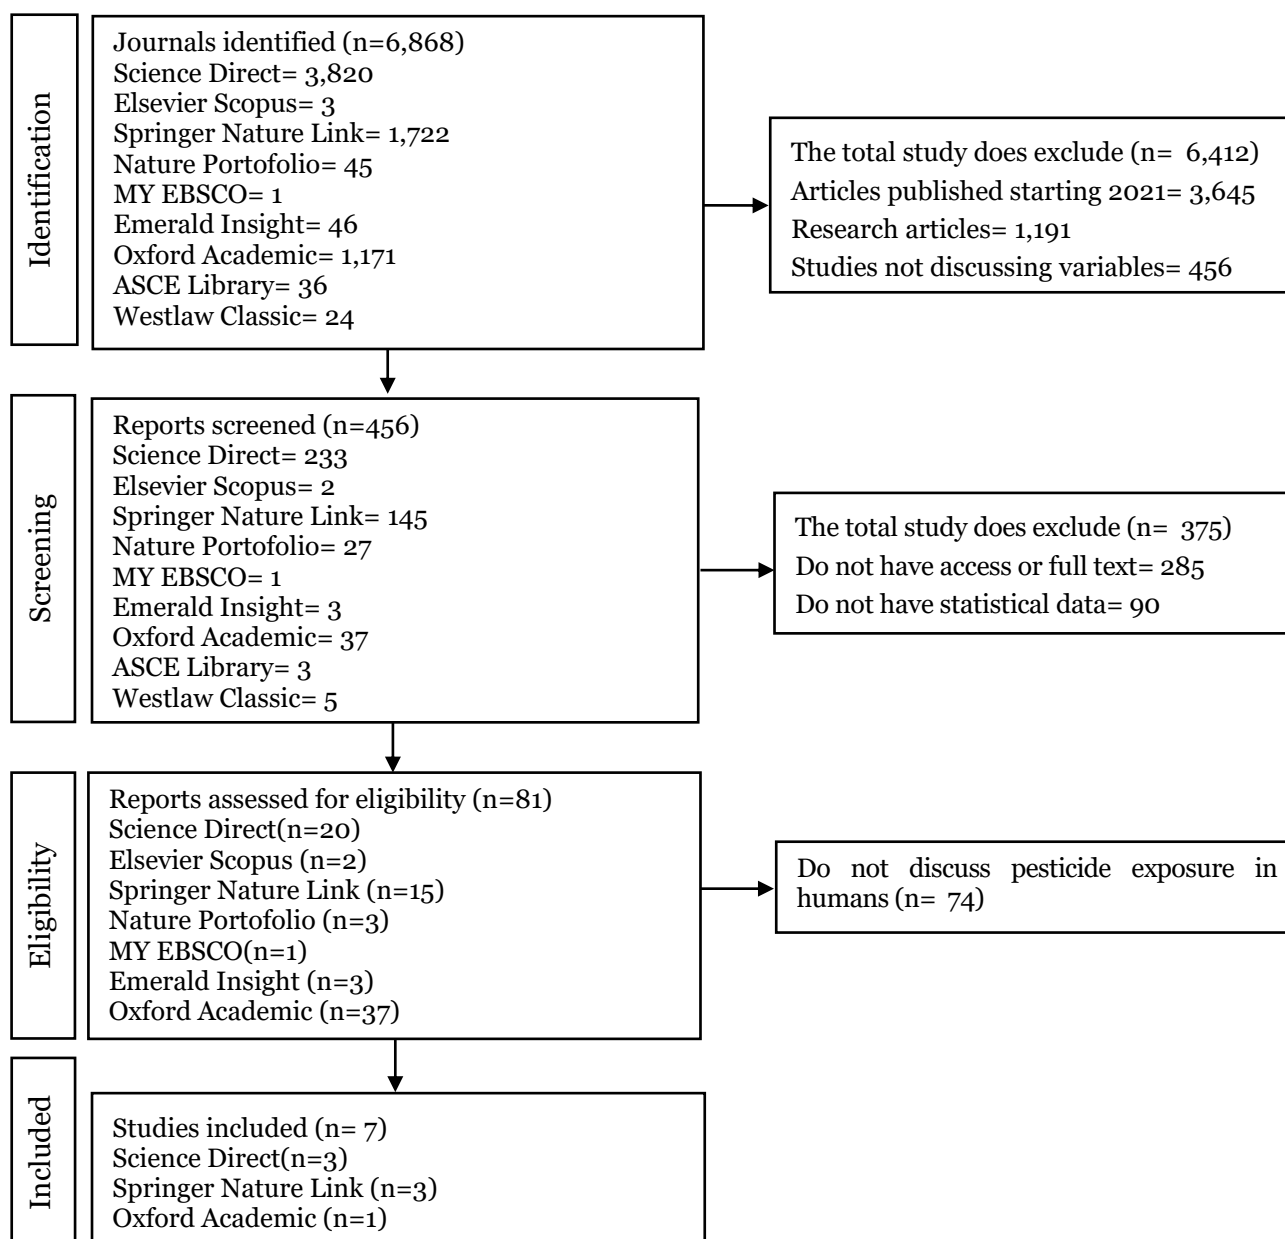 Identification
Journals identified (n=6,868)
Science Direct= 3,820
Elsevier Scopus= 3
Springer Nature Link= 1,722
Nature Portofolio= 45
MY EBSCO= 1
Emerald Insight= 46
Oxford Academic= 1,171
ASCE Library= 36
Westlaw Classic= 24
The total study does exclude (n= 6,412)
Articles published starting 2021= 3,645
Research articles= 1,191
Studies not discussing variables= 456
Screening
Reports screened (n=456)
Science Direct= 233
Elsevier Scopus= 2
Springer Nature Link= 145
Nature Portofolio= 27
MY EBSCO= 1
Emerald Insight= 3
Oxford Academic= 37
ASCE Library= 3
Westlaw Classic= 5
The total study does exclude (n= 375)
Do not have access or full text= 285
Do not have statistical data= 90
Eligibility
Reports assessed for eligibility (n=81)
Science Direct(n=20)
Elsevier Scopus (n=2)
Springer Nature Link (n=15)
Nature Portofolio (n=3)
MY EBSCO(n=1)
Emerald Insight (n=3)
Oxford Academic (n=37)
Do not discuss pesticide exposure in
humans (n= 74)
Included
Studies included (n= 7)
Science Direct(n=3)
Springer Nature Link (n=3)
Oxford Academic (n=1)